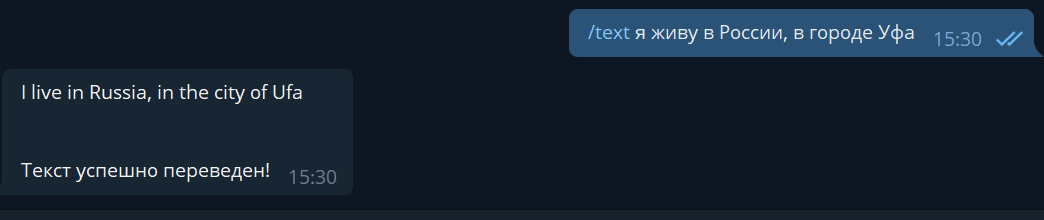 /text я живу в России, в городе Уфа 15:30
I live in Russia, in the city of Ufa
Текст успешно переведен! 15:30